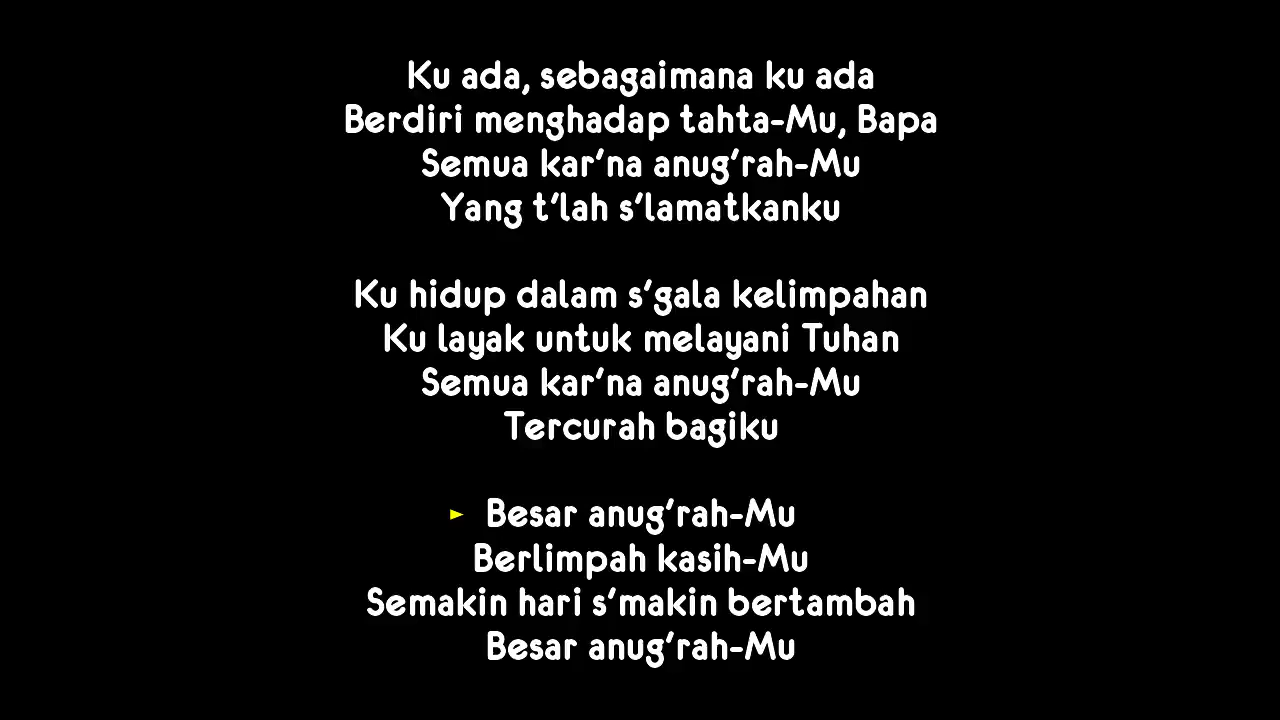 Ku ada, sebagaimana ku ada
Berdiri menghadap tahta-Mu, Bapa
Semua kar'na anug'rah-Mu
Yang t'lah s'lamatkanku
Ku hidup dalam s'gala kelimpahan
Ku layak untuk melayani Tuhan
Semua kar'na anug'rah-Mu
Tercurah bagiku
► Besar anug'rah-Mu
Berlimpah kasih-Mu
Semakin hari s'makin bertambah
Besar anug'rah-Mu